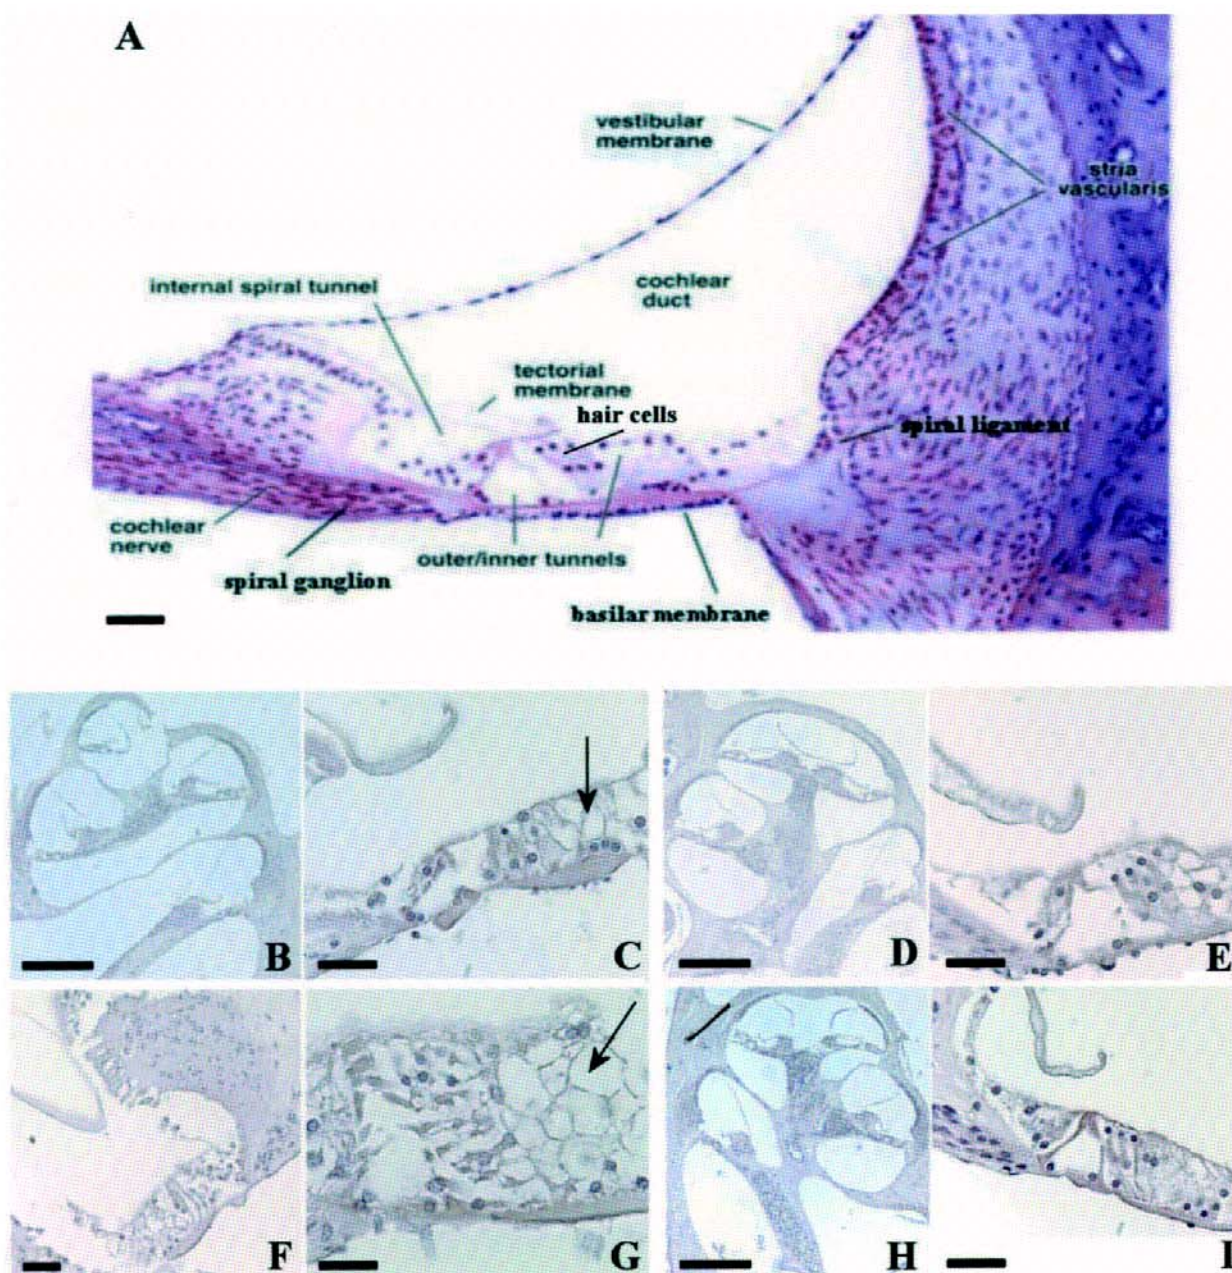 A
vestibular
membrane
stria
vascularis
internal spiral tunnel
cochlear
duct
tectorial
membrane
hair cells
spiral ligament
cochlear
nerve
outer/inner tunnels
spiral ganglion
basilar membrane
B
C
D
E
F
G
H
I